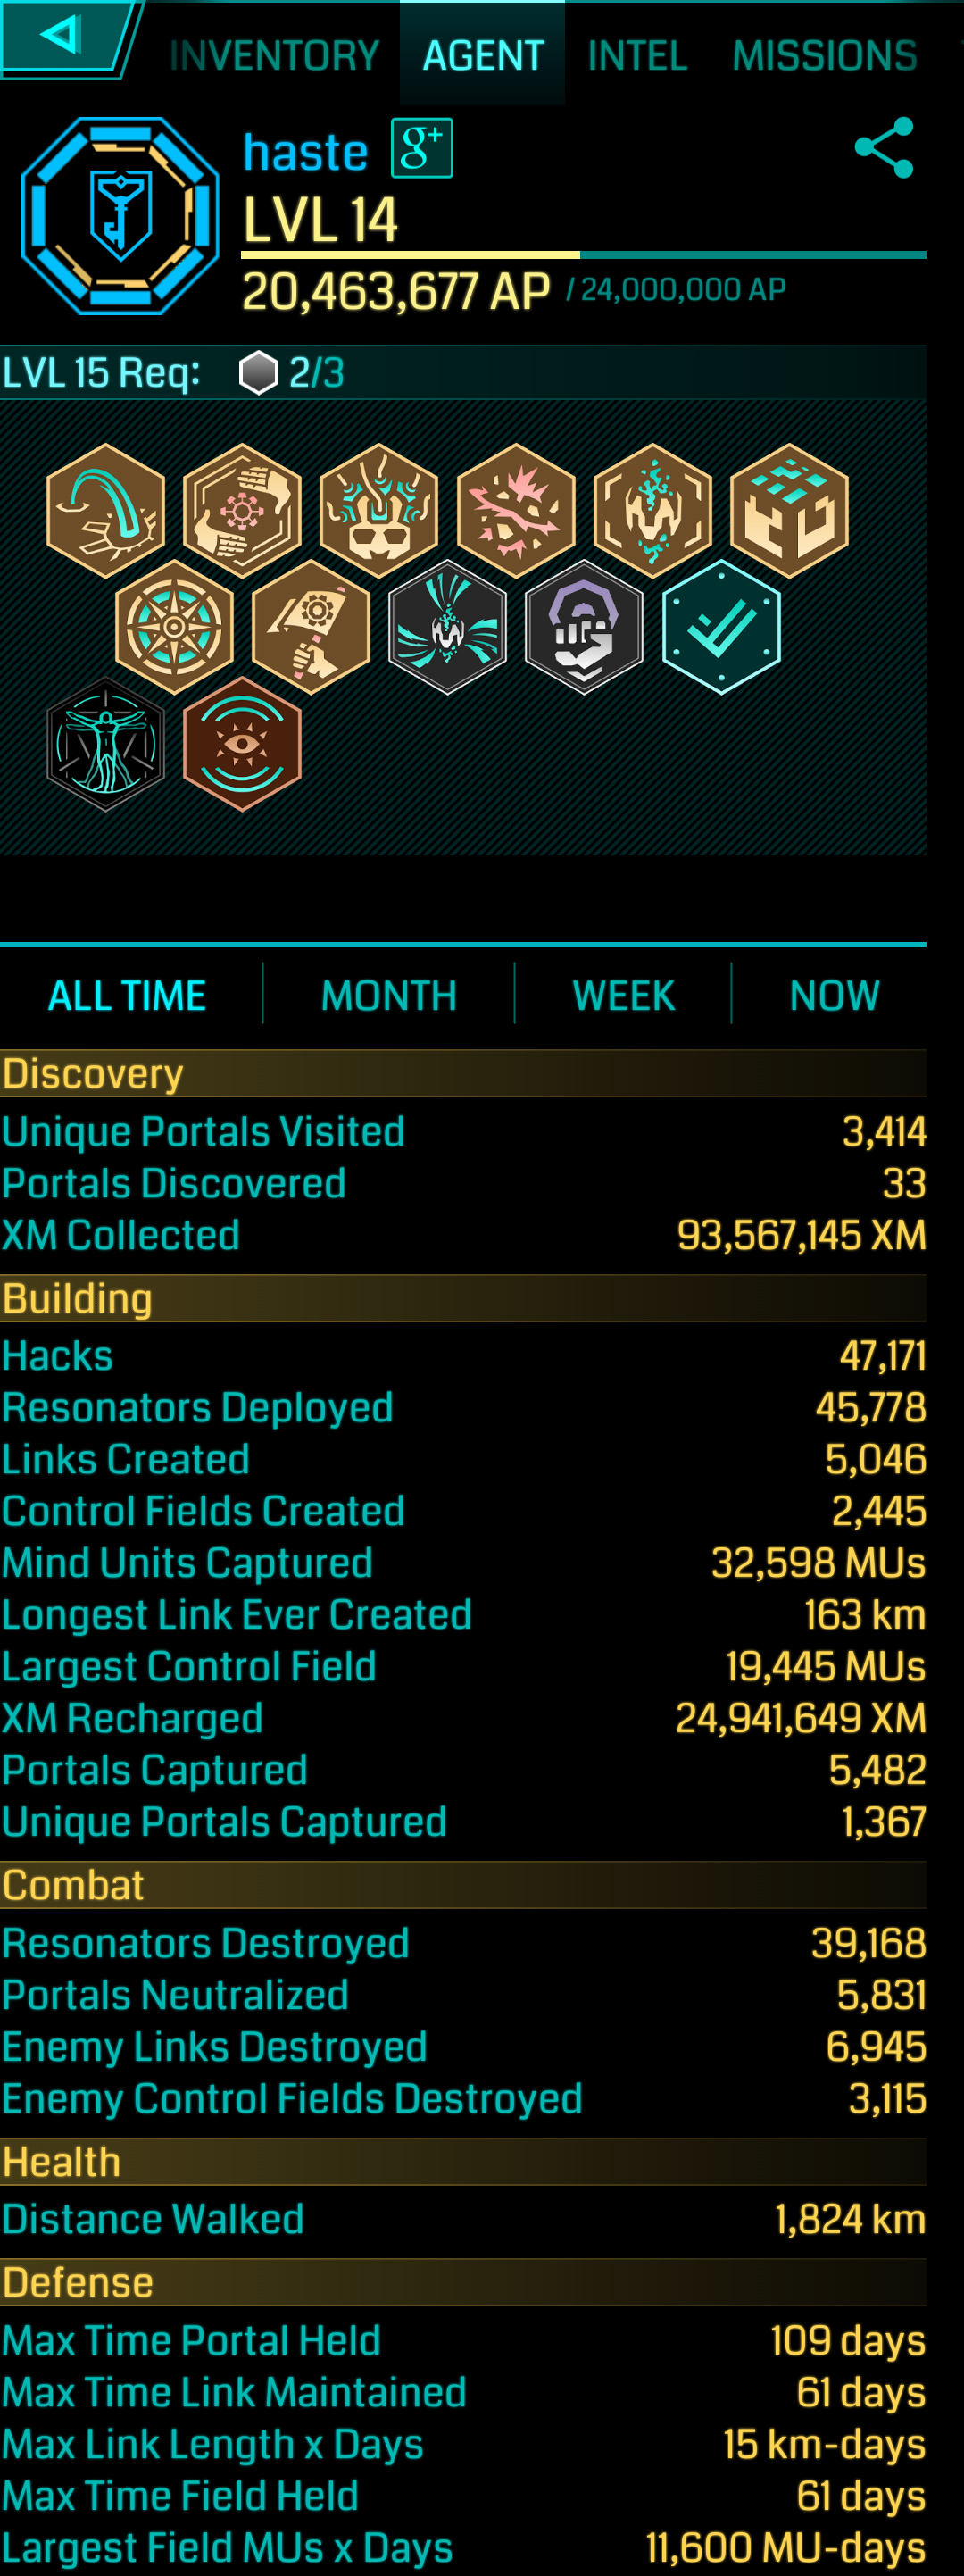 INVENTORY AGENT INTEL MISSIONS
haste g+
LVL 14
20,463,677 AP / 24,000,000 AP
LVL 15 Req: 2/3
ALL TIME MONTH WEEK NOW
Discovery
Unique Portals Visited 3,414
Portals Discovered 33
XM Collected 93,567,145 XM
Building
Hacks 47,171
Resonators Deployed 45,778
Links Created 5,046
Control Fields Created 2,445
Mind Units Captured 32,598 MUs
Longest Link Ever Created 163 km
Largest Control Field 19,445 MUs
XM Recharged 24,941,649 XM
Portals Captured 5,482
Unique Portals Captured 1,367
Combat
Resonators Destroyed 39,168
Portals Neutralized 5,831
Enemy Links Destroyed 6,945
Enemy Control Fields Destroyed 3,115
Health
Distance Walked 1,824 km
Defense
Max Time Portal Held 109 days
Max Time Link Maintained 61 days
Max Link Length x Days 15 km-days
Max Time Field Held 61 days
Largest Field MUs x Days 11,600 MU-days